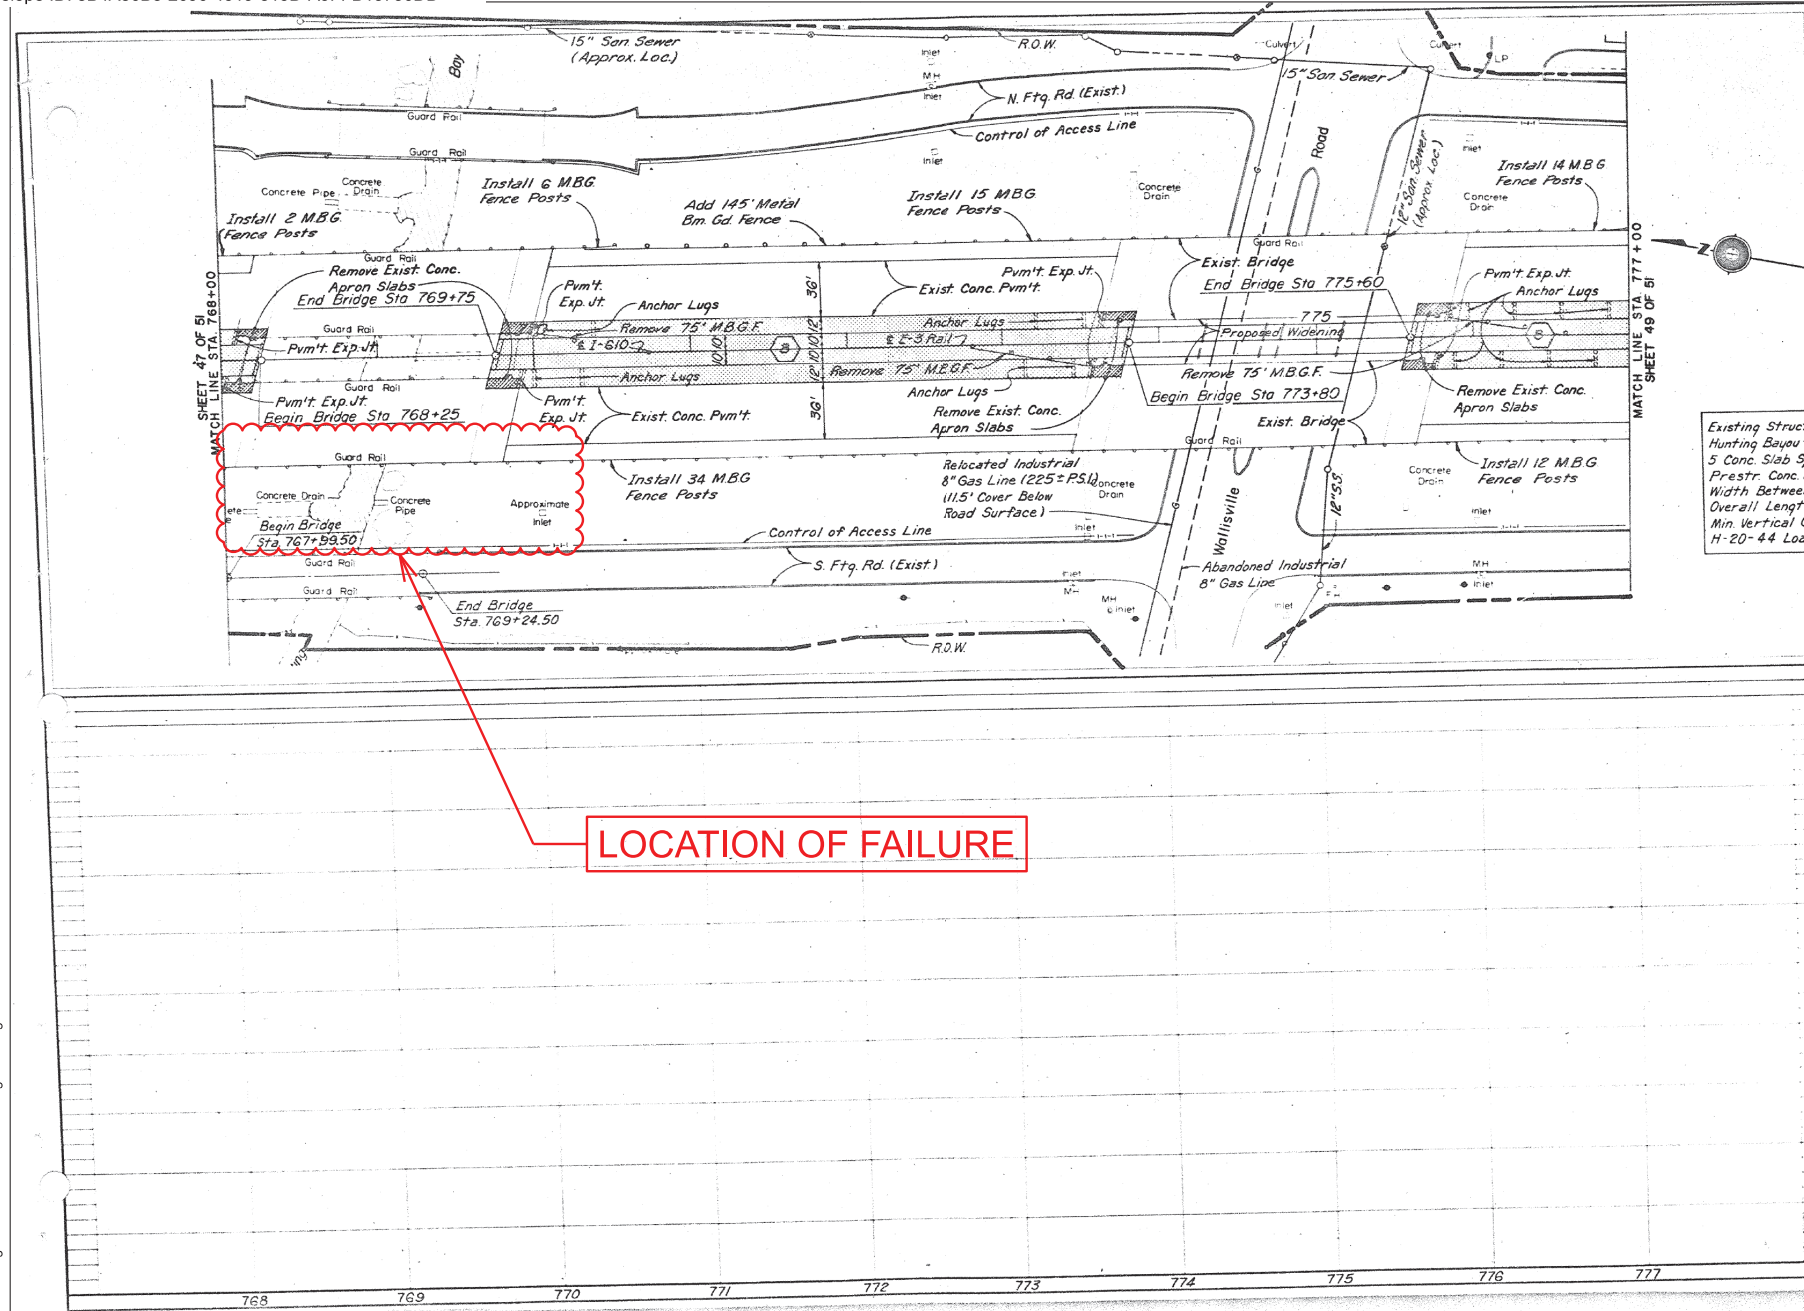 15" San. Sewer
(Approx. Loc.)
R.O.W.
Inlet
MH
Inlet
Culvert
Culvert
LP
15" San. Sewer
Bay
N. Ftg. Rd. (Exist.)
Guard Rail
Control of Access Line
Guard Rail
Inlet
Road
12" San. Sewer
(Approx. Loc.)
Inlet
Install 14 M.B.G.
Fence Posts
Concrete Pipe
Concrete
Drain
Install 6 M.B.G.
Fence Posts
Add 145' Metal
Bm. Gd. Fence
Install 15 M.B.G.
Fence Posts
Concrete
Drain
Concrete
Drain
Install 2 M.B.G.
Fence Posts
Guard Rail
Guard Rail
Remove Exist. Conc.
Apron Slabs
End Bridge Sta 769+75
Pvm't.
Exp. Jt.
Anchor Lugs
36'
Exist. Conc. Pvm't.
Pvm't. Exp. Jt.
Exist. Bridge
End Bridge Sta 775+60
Pvm't. Exp. Jt.
Anchor Lugs
N
SHEET 47 OF 51
MATCH LINE STA. 768+00
MATCH LINE STA. 777+00
SHEET 49 OF 51
Guard Rail
Remove 75' M.B.G.F.
12'
Anchor Lugs
775
Proposed Widening
Pvm't. Exp. Jt.
℄ I-610
10'
10'
8
℄ E-3 Rail
8
Guard Rail
Anchor Lugs
12'
Remove 75' M.B.G.F.
Remove 75' M.B.G.F.
Pvm't. Exp. Jt.
Begin Bridge Sta 768+25
Pvm't.
Exp. Jt.
Exist. Conc. Pvm't.
36'
Anchor Lugs
Remove Exist. Conc.
Apron Slabs
Begin Bridge Sta 773+80
Exist. Bridge
Remove Exist. Conc.
Apron Slabs
Guard Rail
Guard Rail
Install 34 M.B.G.
Fence Posts
Relocated Industrial
8" Gas Line (225± P.S.I.)
(11.5' Cover Below
Road Surface)
Concrete
Drain
Concrete
Drain
Install 12 M.B.G.
Fence Posts
Existing Struc
Hunting Bayou
5 Conc. Slab S
Prestr. Conc.
Width Between
Overall Lengt
Min. Vertical
H-20-44 Loa
Concrete Drain
Concrete
Pipe
Approximate
Inlet
ete
Begin Bridge
Sta. 767+99.50
Control of Access Line
Inlet
Wallisville
12" S.S.
Inlet
Guard Rail
S. Ftg. Rd. (Exist.)
Abandoned Industrial
8" Gas Line
Guard Rail
Inlet
MH
MH
Inlet
MH
Inlet
Inlet
End Bridge
Sta. 769+24.50
R.O.W.
LOCATION OF FAILURE
768
769
770
771
772
773
774
775
776
777